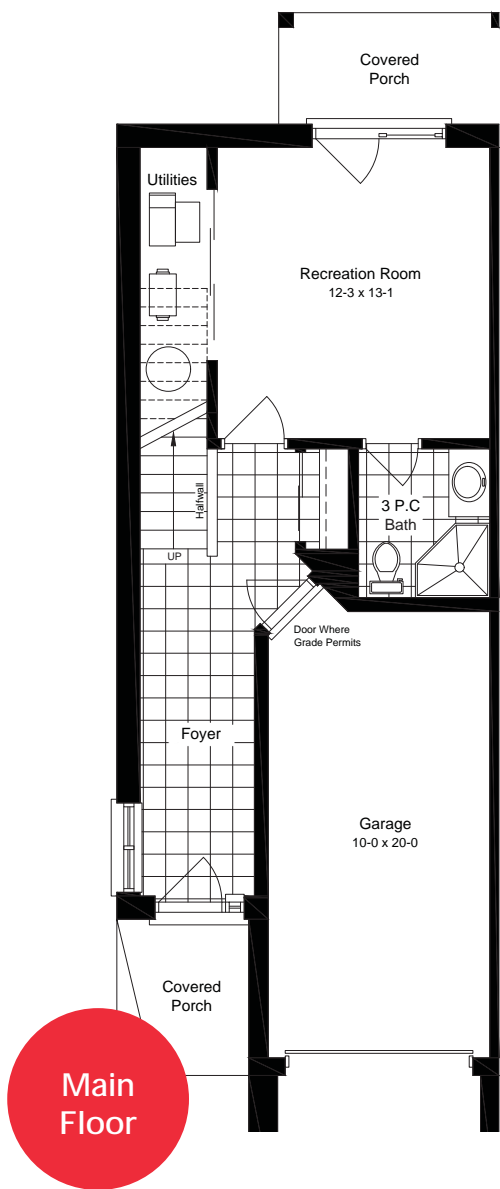 Covered
Porch
Utilities
Recreation Room
12-3 x 13-1
Halfwall
3 P.C
Bath
UP
Door Where
Grade Permits
Foyer
Garage
10-0 x 20-0
Covered
Porch
Main
Floor